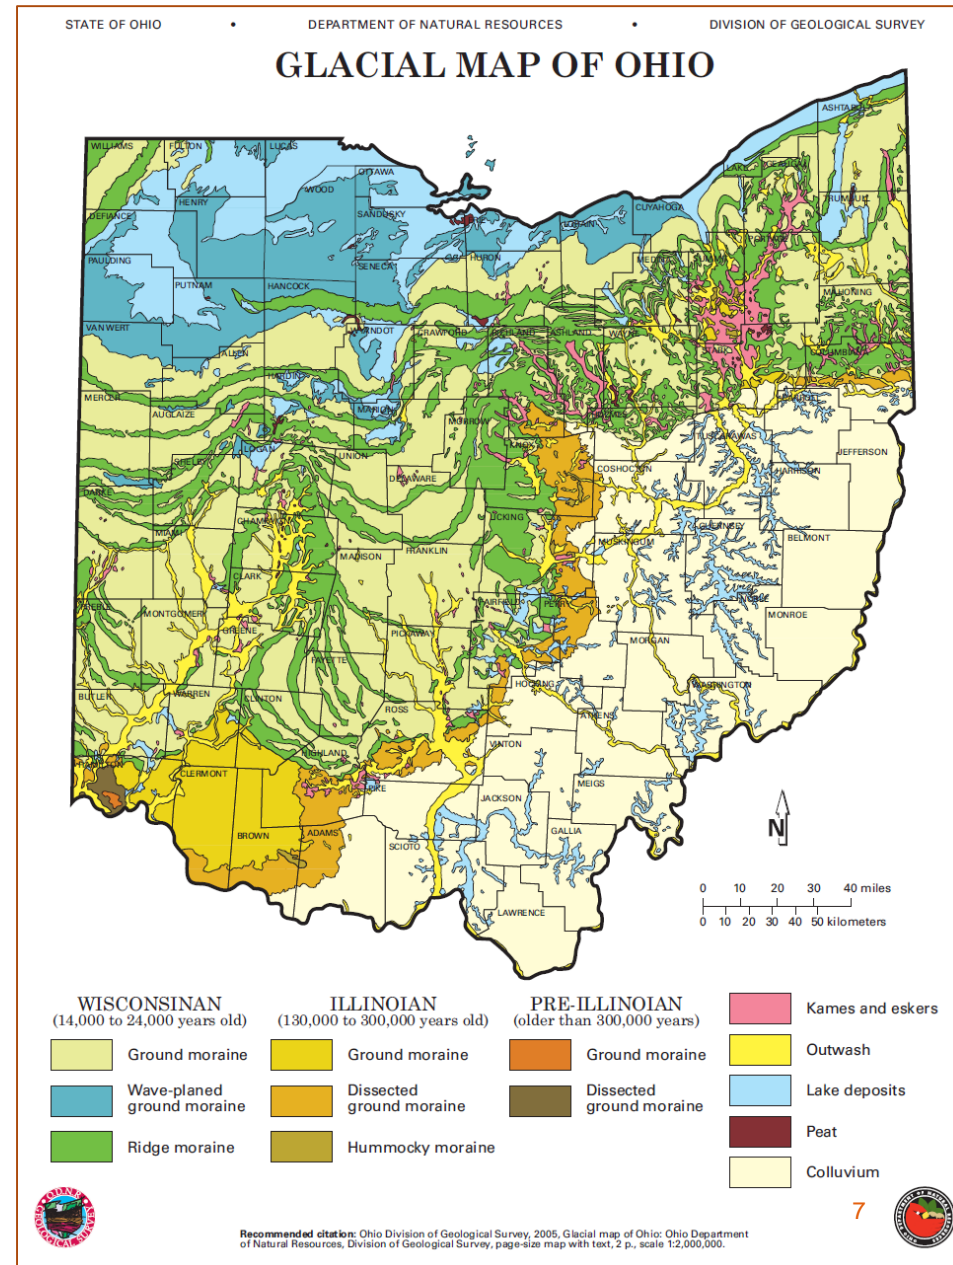 STATE OF OHIO • DEPARTMENT OF NATURAL RESOURCES • DIVISION OF GEOLOGICAL SURVEY
GLACIAL MAP OF OHIO
ASHTABULA
WILLIAMS
FULTON
LUCAS
OTTAWA
LAKE
GEAUGA
WOOD
HENRY
TRUMBULL
CUYAHOGA
DEFIANCE
SANDUSKY
ERIE
LORAIN
PORTAGE
PAULDING
SENECA
HURON
MEDINA
SUMMIT
PUTNAM
HANCOCK
MAHONING
VAN WERT
WYANDOT
CRAWFORD
RICHLAND
ASHLAND
WAYNE
STARK
ALLEN
COLUMBIANA
HARDIN
MERCER
CARROLL
AUGLAIZE
MARION
HOLMES
MORROW
TUSCARAWAS
KNOX
LOGAN
UNION
JEFFERSON
SHELBY
COSHOCTON
HARRISON
DELAWARE
DARKE
CHAMPAIGN
LICKING
GUERNSEY
MIAMI
BELMONT
MUSKINGUM
FRANKLIN
MADISON
CLARK
NOBLE
PREBLE
MONTGOMERY
FAIRFIELD
PERRY
MONROE
GREENE
PICKAWAY
MORGAN
FAYETTE
HOCKING
WASHINGTON
BUTLER
WARREN
CLINTON
ROSS
ATHENS
VINTON
HIGHLAND
HAMILTON
CLERMONT
MEIGS
PIKE
JACKSON
BROWN
ADAMS
GALLIA
SCIOTO
LAWRENCE
N
0 10 20 30 40 miles
0 10 20 30 40 50 kilometers
WISCONSINAN
(14,000 to 24,000 years old)
Ground moraine
Wave-planed
ground moraine
Ridge moraine
ILLINOIAN
(130,000 to 300,000 years old)
Ground moraine
Dissected
ground moraine
Hummocky moraine
PRE-ILLINOIAN
(older than 300,000 years)
Ground moraine
Dissected
ground moraine
Kames and eskers
Outwash
Lake deposits
Peat
Colluvium
7
O.D.N.R.
GEOLOGICAL SURVEY
Recommended citation: Ohio Division of Geological Survey, 2005, Glacial map of Ohio: Ohio Department
of Natural Resources, Division of Geological Survey, page-size map with text, 2 p., scale 1:2,000,000.